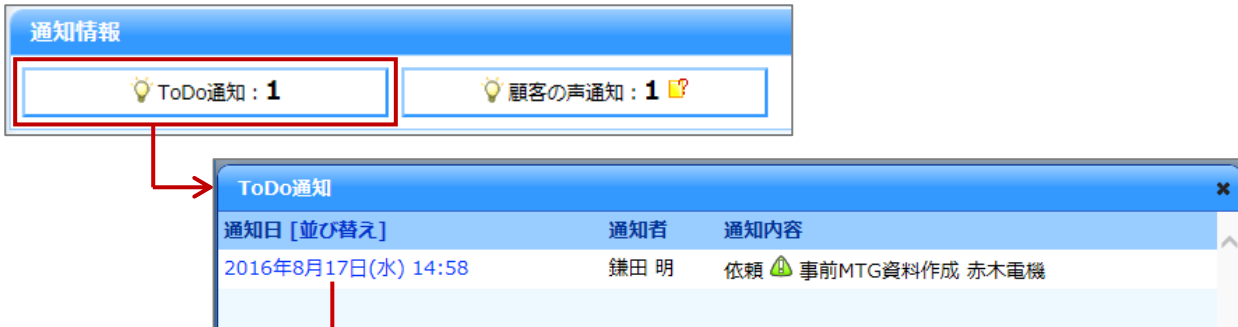 通知情報
ToDo通知：1 顧客の声通知：1
ToDo通知
通知日 [並び替え] 通知者 通知内容
2016年8月17日(水) 14:58 鎌田 明 依頼 事前MTG資料作成 赤木電機